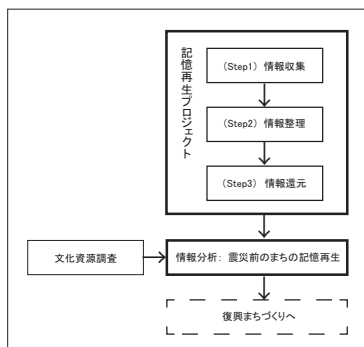 記憶再生プロジェクト
（Step1）情報収集
（Step2）情報整理
（Step3） 情報還元
文化資源調査
情報分析： 震災前のまちの記憶再生
復興まちづくりへ